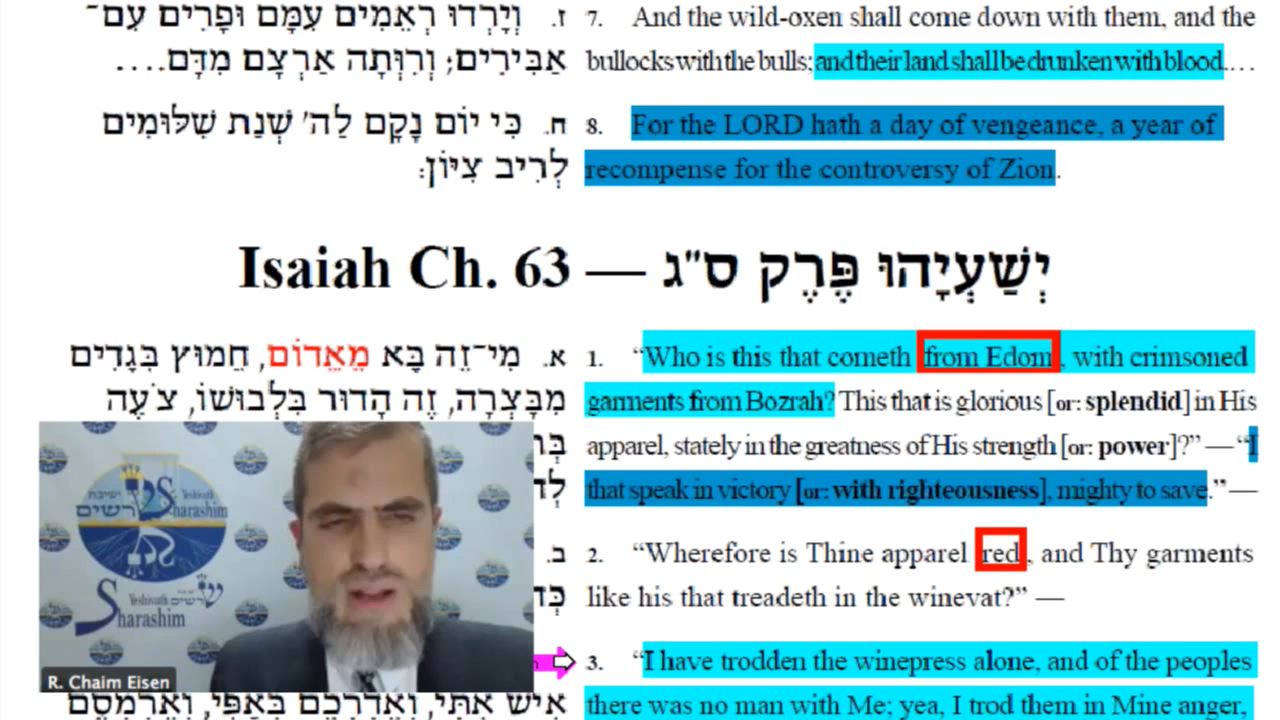 ז. וְיָרְדוּ רְאֵמִים עִמָּם וּפָרִים עִם־
אַבִּירִים; וְרִוְּתָה אַרְצָם מִדָּם....
7. And the wild-oxen shall come down with them, and the
bullocks with the bulls; and their land shall be drunken with blood....
ח. כִּי יוֹם נָקָם לַה' שְׁנַת שִׁלּוּמִים
לְרִיב צִיּוֹן:
8. For the LORD hath a day of vengeance, a year of
recompense for the controversy of Zion.
Isaiah Ch. 63 — יְשַׁעְיָהוּ פֶּרֶק ס"ג
א. מִי־זֶה בָּא מֵאֱדוֹם, חֲמוּץ בְּגָדִים
מִבָּצְרָה, זֶה הָדוּר בִּלְבוּשׁוֹ, צֹעֶה
1. “Who is this that cometh from Edom, with crimsoned
garments from Bozrah? This that is glorious [or: splendid] in His
apparel, stately in the greatness of His strength [or: power]?” — “I
that speak in victory [or: with righteousness], mighty to save.” —
ב.
2. “Wherefore is Thine apparel red, and Thy garments
like his that treadeth in the winevat?” —
3. “I have trodden the winepress alone, and of the peoples
there was no man with Me; yea, I trod them in Mine anger,
אִישׁ אִתִּי, וְאֶדְרְכֵם בְּאַפִּי, וְאֶרְמְסֵם
ישיבת שרשים
Yeshivath Sharashim
Yeshivath שרשים
Sharashim
R. Chaim Eisen